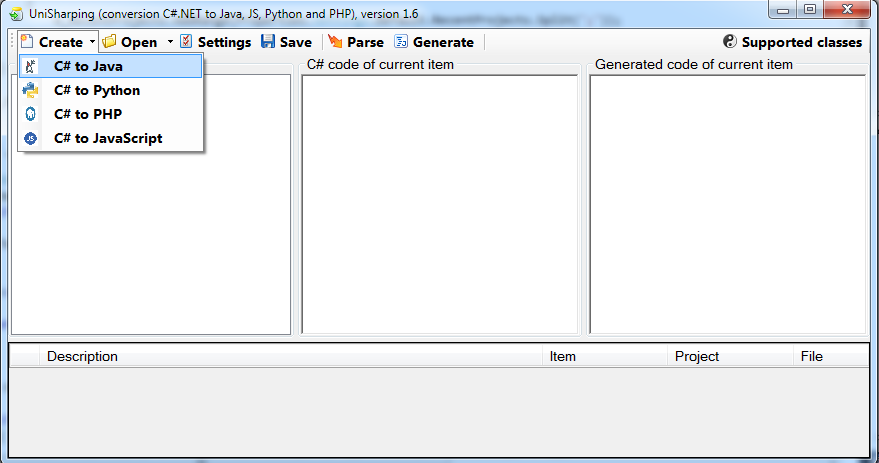 UniSharping (conversion C#.NET to Java, JS, Python and PHP), version 1.6
Create Open Settings Save Parse Generate Supported classes
C# to Java
C# to Python
C# to PHP
C# to JavaScript
C# code of current item
Generated code of current item
Description Item Project File